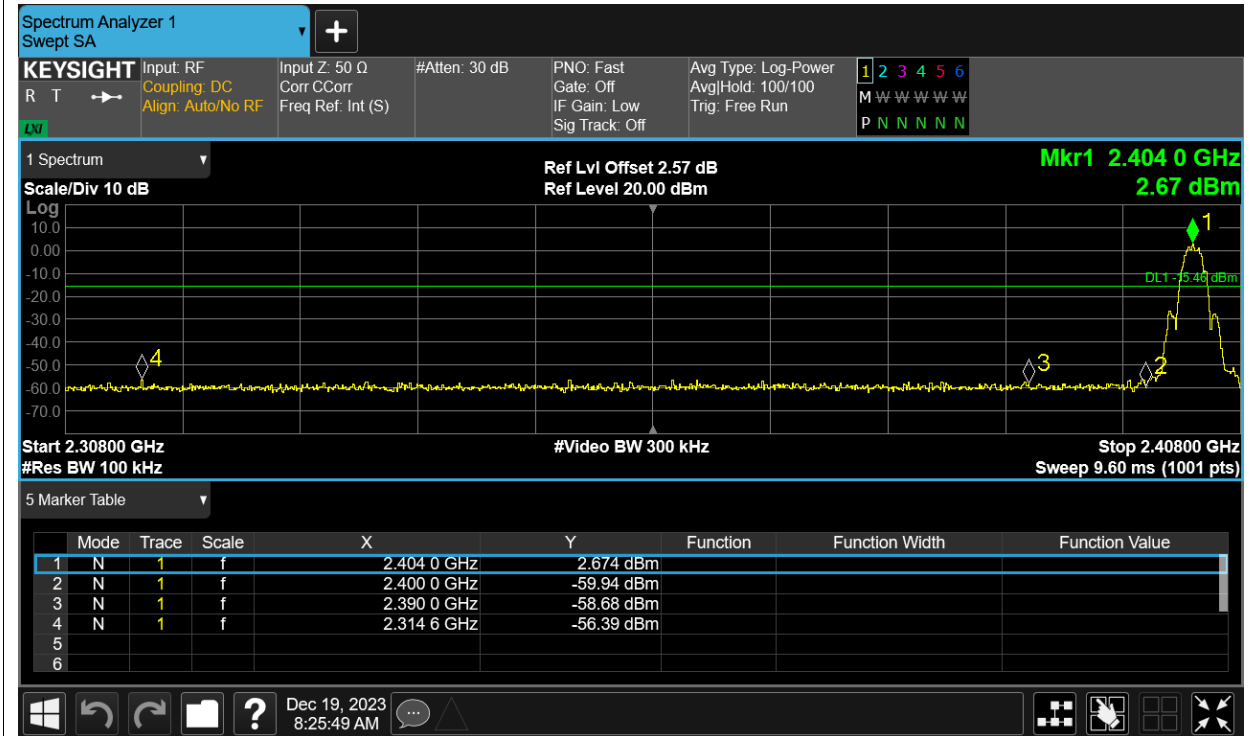 Spectrum Analyzer 1
Swept SA
+
KEYSIGHT Input: RF Input Z: 50 Ω #Atten: 30 dB PNO: Fast Avg Type: Log-Power 1 2 3 4 5 6
R T Coupling: DC Corr CCorr Gate: Off Avg|Hold: 100/100 M W W W W W
Align: Auto/No RF Freq Ref: Int (S) IF Gain: Low Trig: Free Run
LXI Sig Track: Off P N N N N N
1 Spectrum
Ref Lvl Offset 2.57 dB Mkr1 2.404 0 GHz
Scale/Div 10 dB Ref Level 20.00 dBm 2.67 dBm
Log
1
10.0
0.00
-10.0
DL1 -15.46 dBm
-20.0
-30.0
-40.0
-50.0
4 3 2
-60.0
-70.0
Start 2.30800 GHz #Video BW 300 kHz Stop 2.40800 GHz
#Res BW 100 kHz Sweep 9.60 ms (1001 pts)
5 Marker Table
Mode Trace Scale X Y Function Function Width Function Value
1 N 1 f 2.404 0 GHz 2.674 dBm
2 N 1 f 2.400 0 GHz -59.94 dBm
3 N 1 f 2.390 0 GHz -58.68 dBm
4 N 1 f 2.314 6 GHz -56.39 dBm
5
6
? Dec 19, 2023
8:25:49 AM